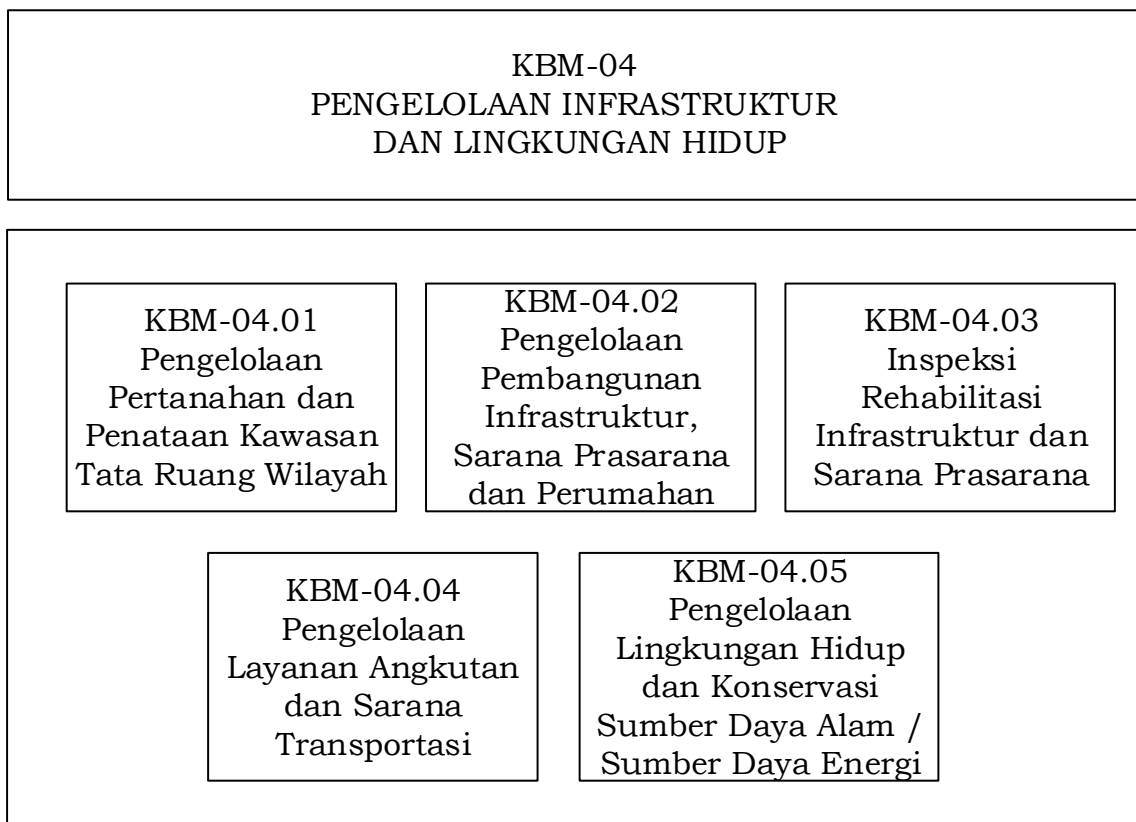 KBM-04
PENGELOLAAN INFRASTRUKTUR
DAN LINGKUNGAN HIDUP
KBM-04.01
Pengelolaan
Pertanahan dan
Penataan Kawasan
Tata Ruang Wilayah
KBM-04.02
Pengelolaan
Pembangunan
Infrastruktur,
Sarana Prasarana
dan Perumahan
KBM-04.03
Inspeksi
Rehabilitasi
Infrastruktur dan
Sarana Prasarana
KBM-04.04
Pengelolaan
Layanan Angkutan
dan Sarana
Transportasi
KBM-04.05
Pengelolaan
Lingkungan Hidup
dan Konservasi
Sumber Daya Alam /
Sumber Daya Energi